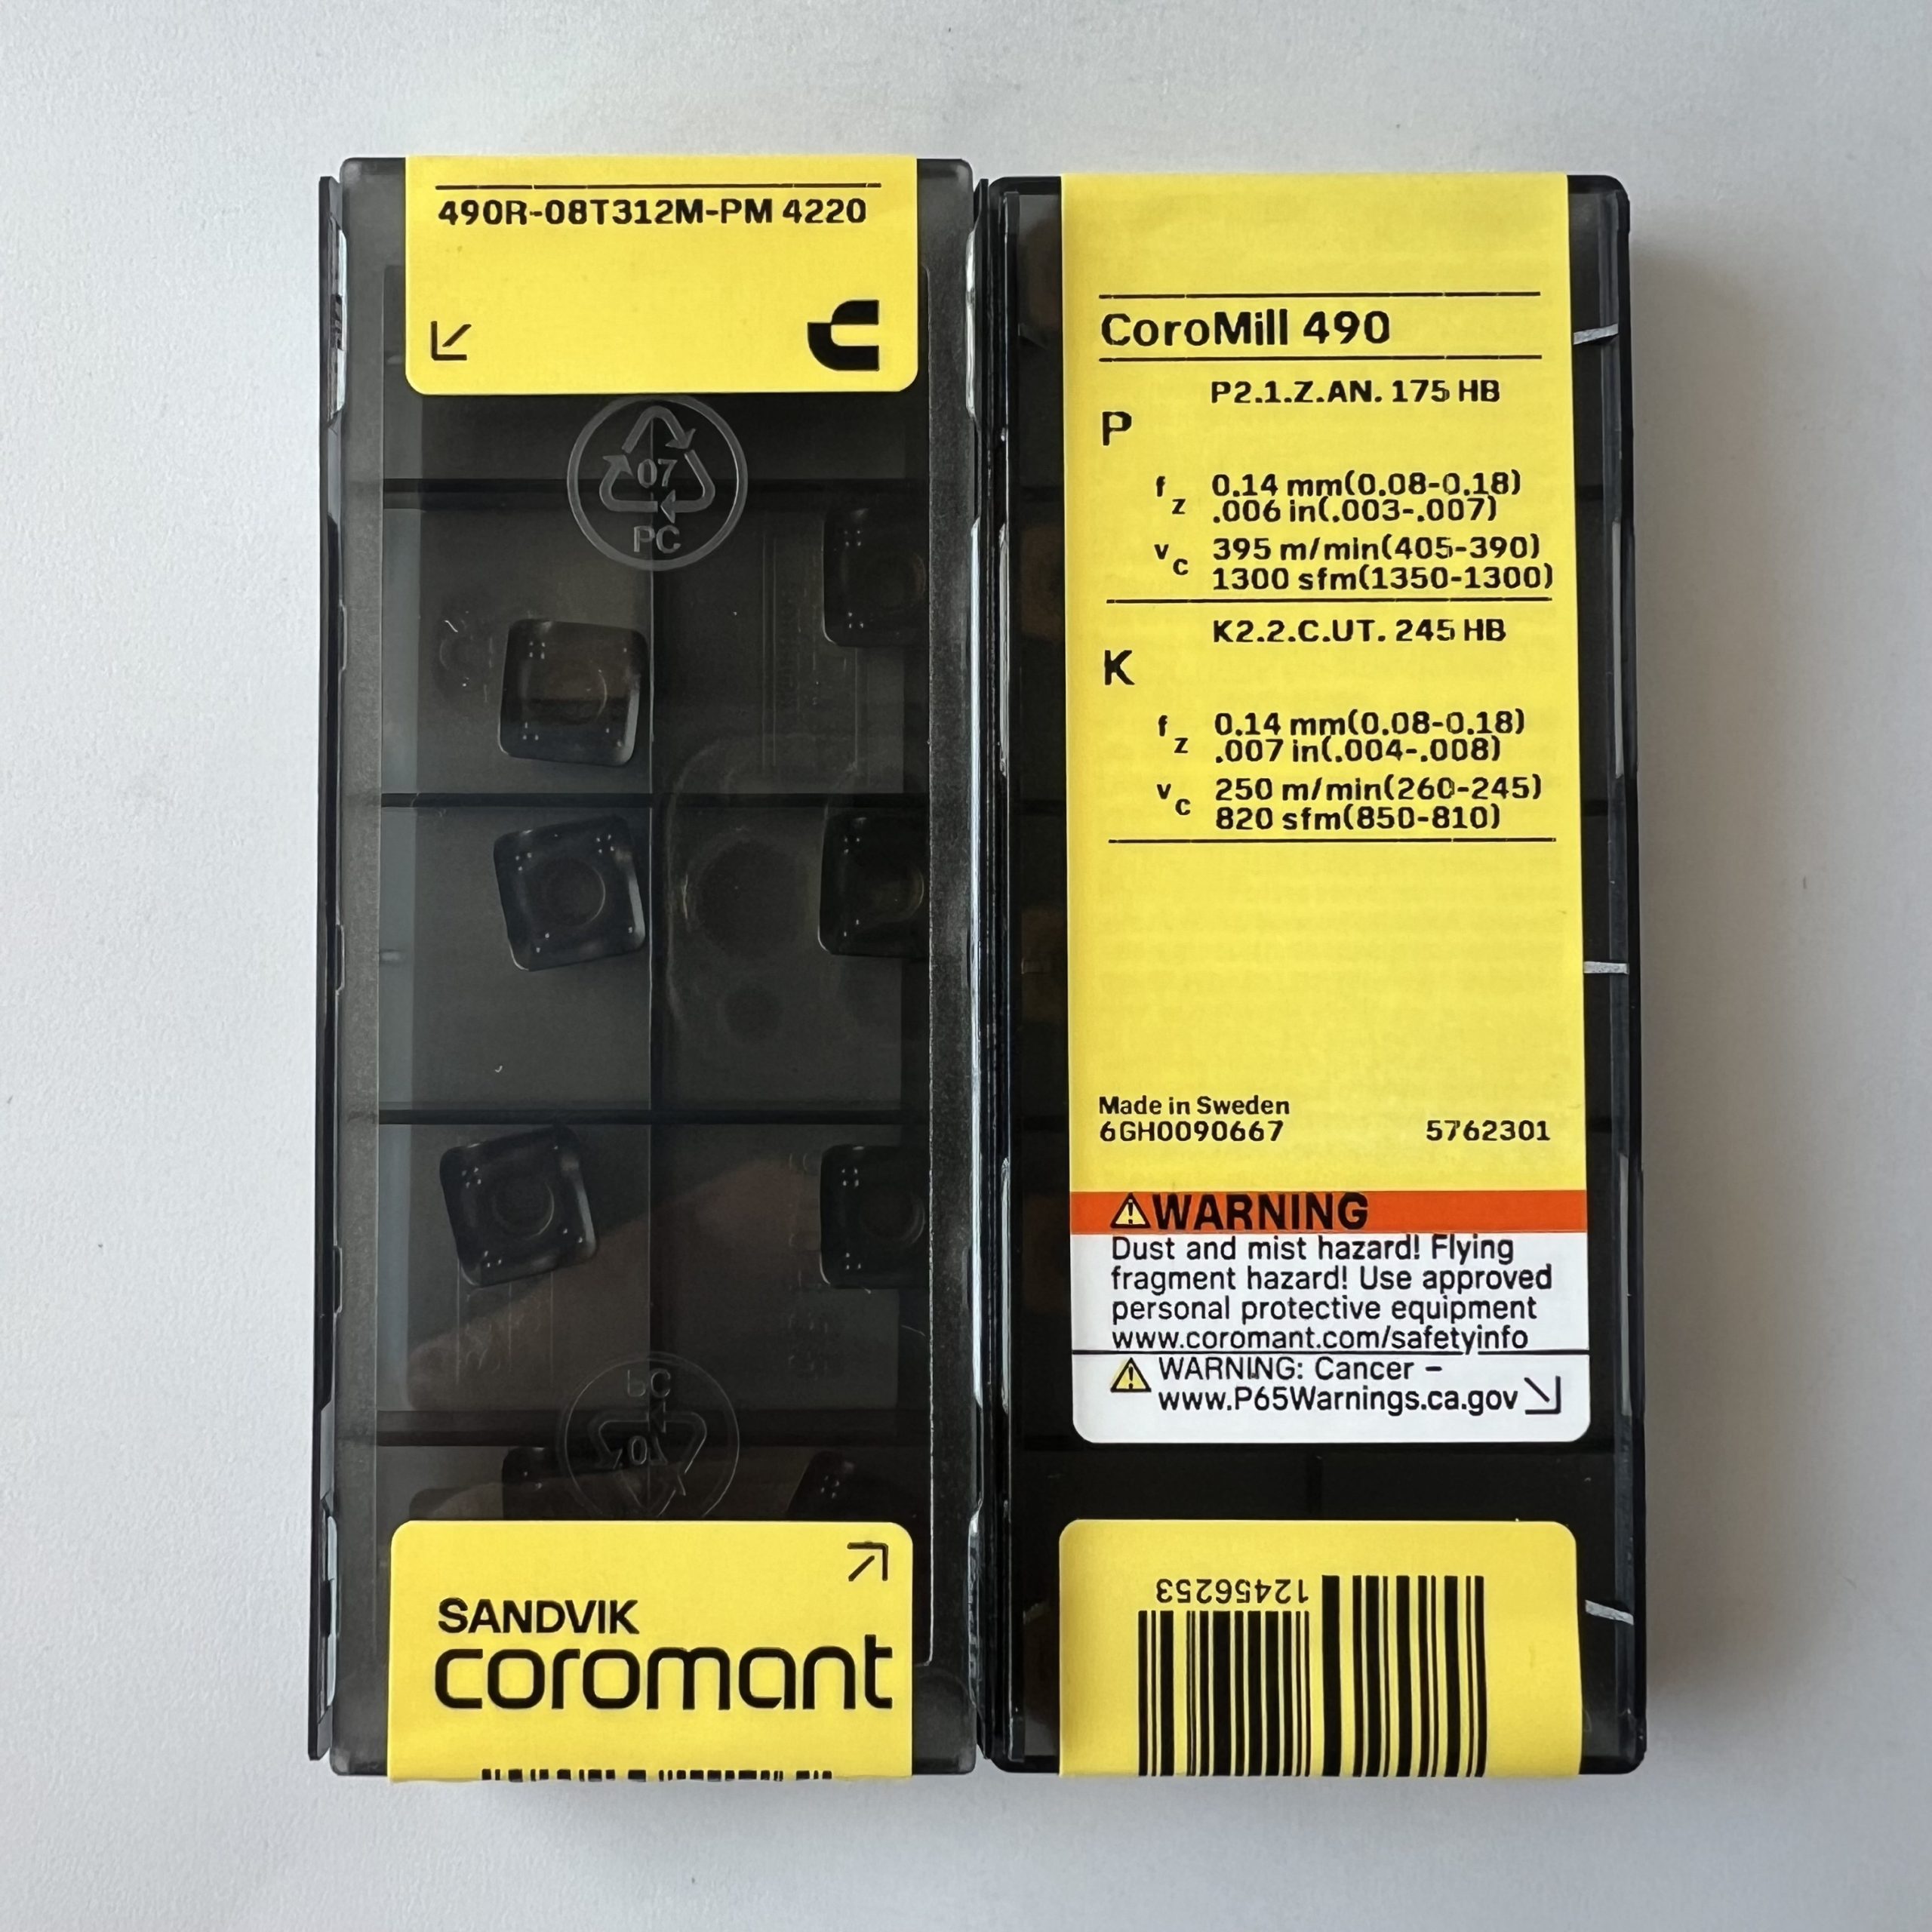 490R-08T312M-PM 4220
07
PC
PC
07
SANDVIK
coromant
CoroMill 490
P2.1.Z.AN. 175 HB
P
fz 0.14 mm(0.08-0.18)
.006 in(.003-.007)
vc 395 m/min(405-390)
1300 sfm(1350-1300)
K2.2.C.UT. 245 HB
K
fz 0.14 mm(0.08-0.18)
.007 in(.004-.008)
vc 250 m/min(260-245)
820 sfm(850-810)
Made in Sweden
6GH0090667 5762301
WARNING
Dust and mist hazard! Flying
fragment hazard! Use approved
personal protective equipment
www.coromant.com/safetyinfo
WARNING: Cancer -
www.P65Warnings.ca.gov
12456253